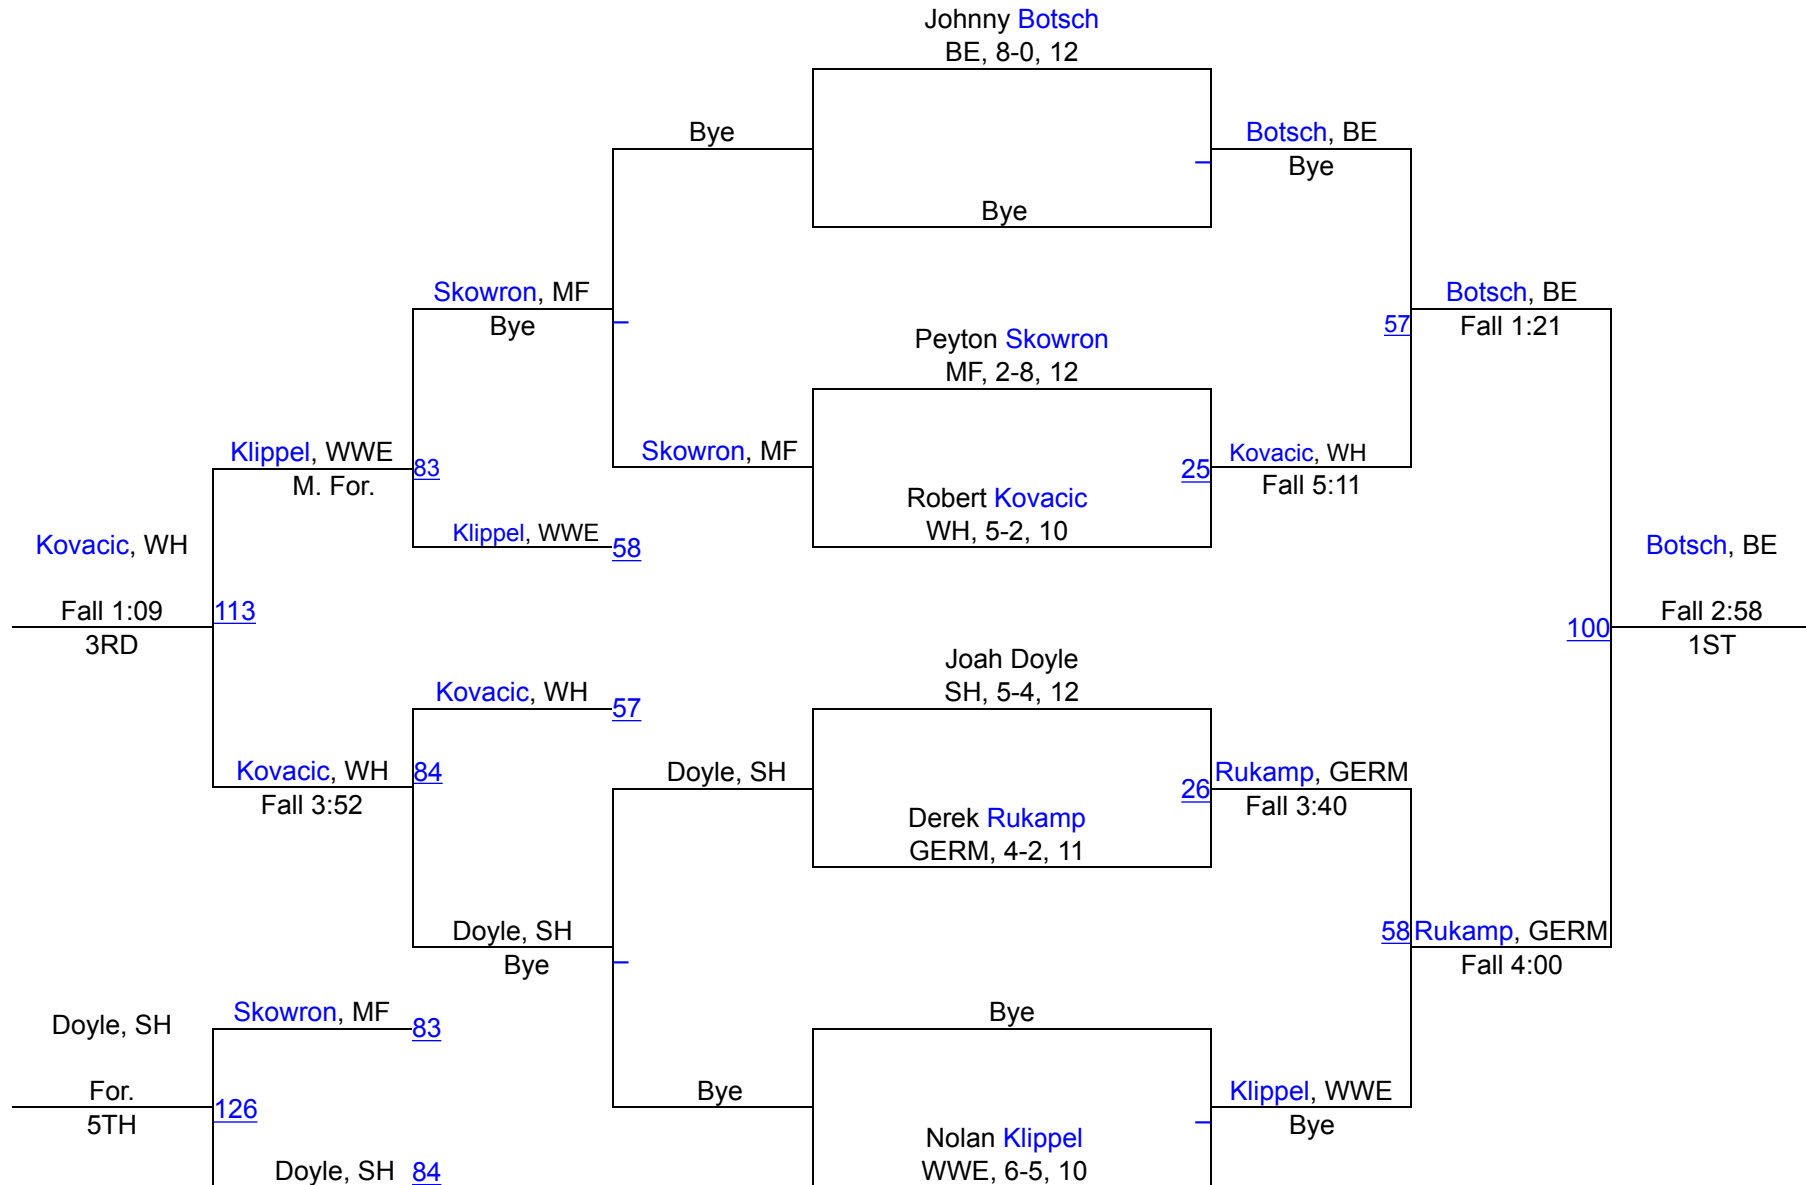 Johnny Botsch
BE, 8-0, 12
Bye
Botsch, BE
Bye
Bye
Skowron, MF
Bye
Botsch, BE
57
Fall 1:21
Peyton Skowron
MF, 2-8, 12
Klippel, WWE
83
M. For.
Skowron, MF
25
Kovacic, WH
Fall 5:11
Robert Kovacic
WH, 5-2, 10
Klippel, WWE
58
Kovacic, WH
Fall 1:09
113
3RD
Botsch, BE
100
Fall 2:58
1ST
Joah Doyle
SH, 5-4, 12
Kovacic, WH
57
Kovacic, WH
84
Fall 3:52
Doyle, SH
26
Rukamp, GERM
Fall 3:40
Derek Rukamp
GERM, 4-2, 11
Doyle, SH
Bye
58
Rukamp, GERM
Fall 4:00
Doyle, SH
Skowron, MF
83
Bye
For.
126
5TH
Bye
Klippel, WWE
Bye
Nolan Klippel
WWE, 6-5, 10
Doyle, SH
84